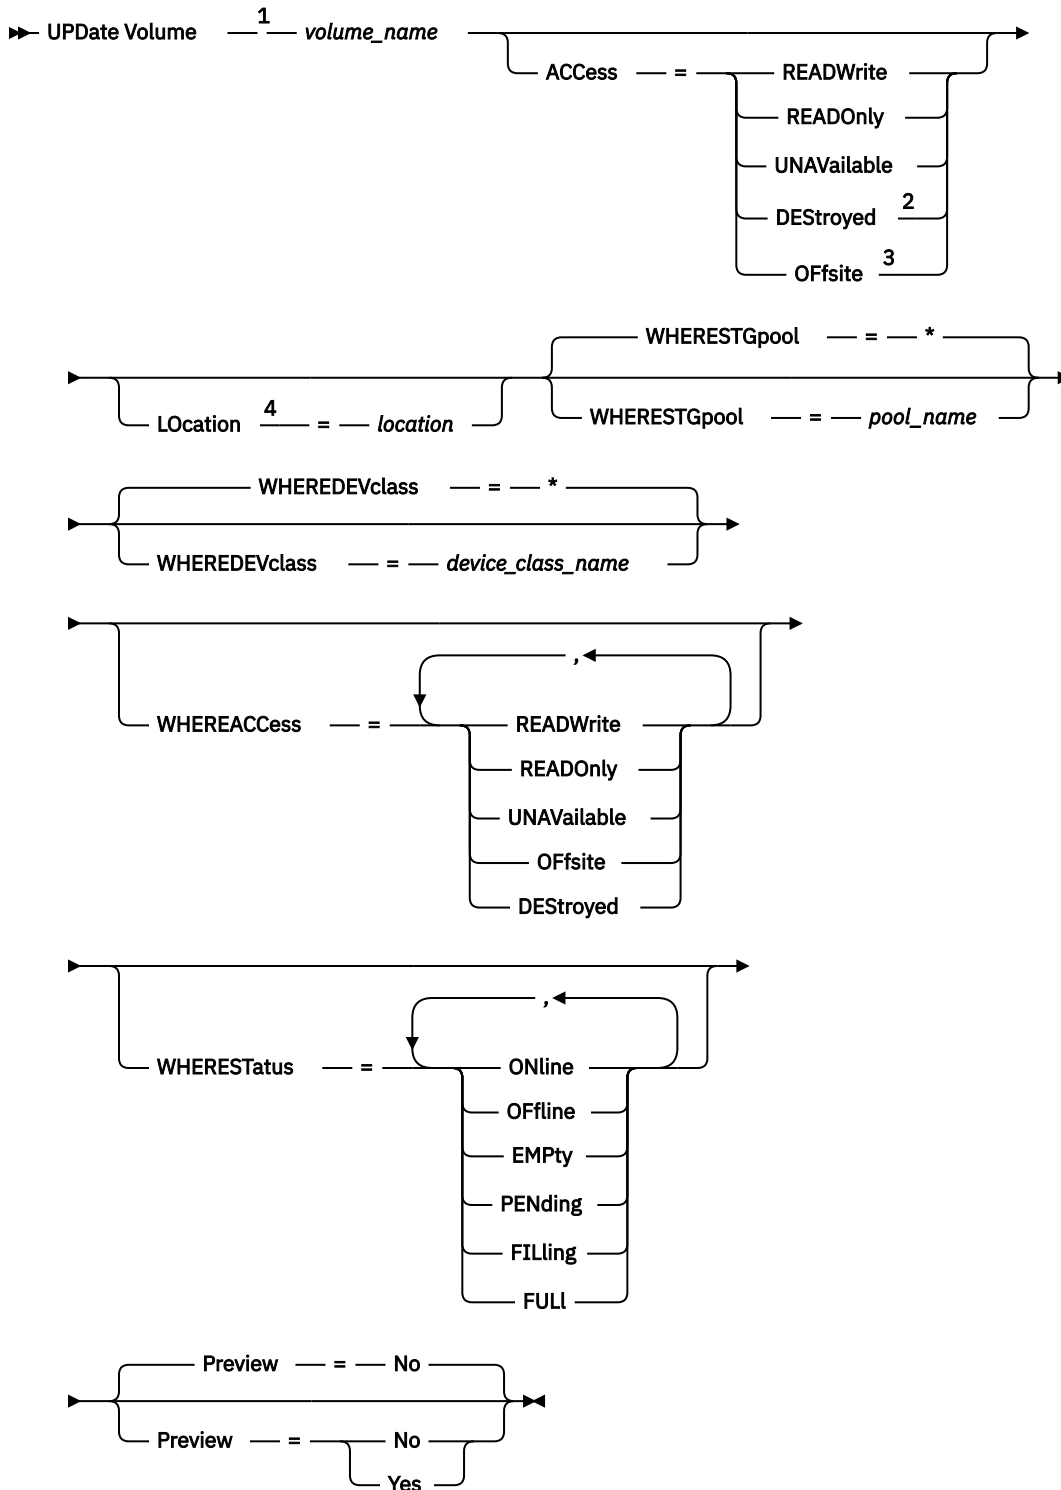 UPDate Volume 1 volume_name
ACCess = READWrite
READOnly
UNAVailable
DEStroyed 2
OFfsite 3
WHERESTGpool = *
LOcation 4 = location
WHERESTGpool = pool_name
WHEREDEVclass = *
WHEREDEVclass = device_class_name
,
WHEREACCess = READWrite
READOnly
UNAVailable
OFfsite
DEStroyed
,
WHERESTatus = ONline
OFfline
EMPty
PENding
FILling
FULl
Preview = No
Preview = No
Yes